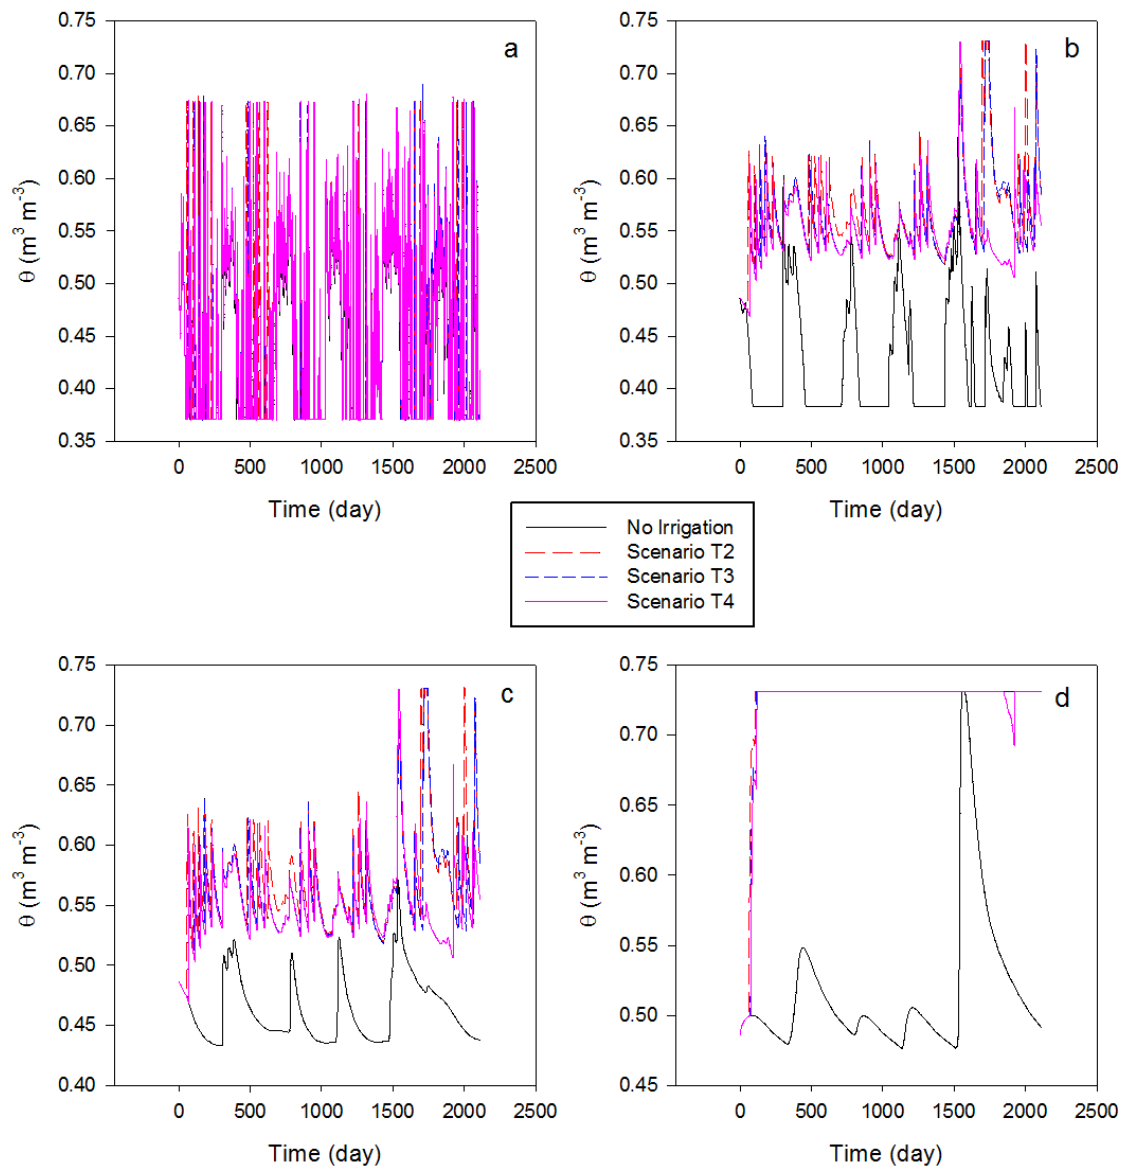 a
θ (m³ m⁻³)
0.75
0.70
0.65
0.60
0.55
0.50
0.45
0.40
0.35
0 500 1000 1500 2000 2500
Time (day)
b
θ (m³ m⁻³)
0.75
0.70
0.65
0.60
0.55
0.50
0.45
0.40
0.35
0 500 1000 1500 2000 2500
Time (day)
No Irrigation
Scenario T2
Scenario T3
Scenario T4
c
θ (m³ m⁻³)
0.75
0.70
0.65
0.60
0.55
0.50
0.45
0.40
0 500 1000 1500 2000 2500
Time (day)
d
θ (m³ m⁻³)
0.75
0.70
0.65
0.60
0.55
0.50
0.45
0 500 1000 1500 2000 2500
Time (day)